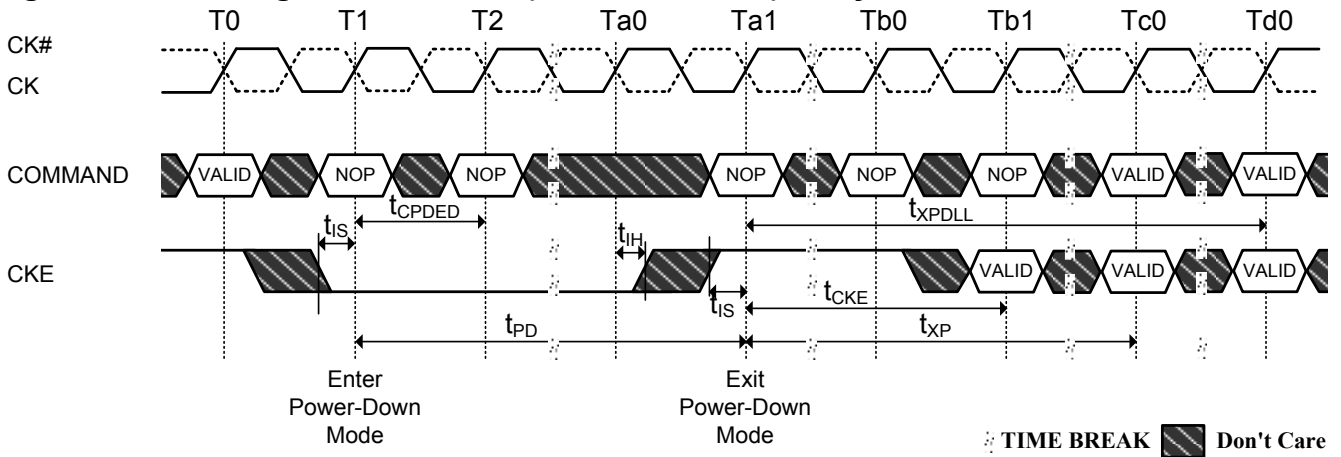 T0 T1 T2 Ta0 Ta1 Tb0 Tb1 Tc0 Td0
CK#
CK
COMMAND VALID NOP NOP NOP NOP NOP VALID VALID
tCPDED tXPDLL
tIS tIH
CKE VALID VALID VALID
tIS tCKE
tPD tXP
Enter
Power-Down
Mode
Exit
Power-Down
Mode
TIME BREAK Don't Care